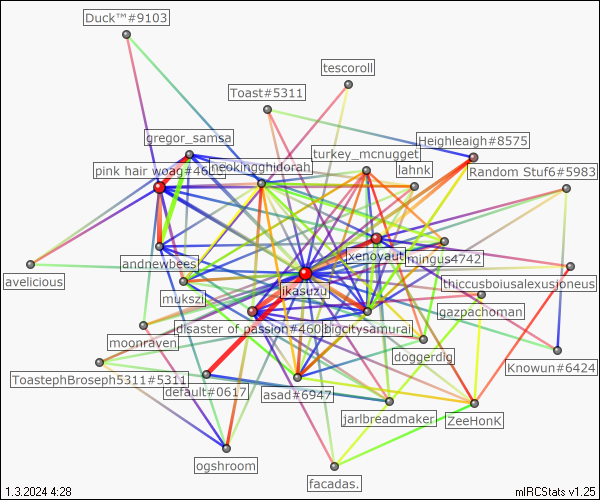 Duck™#9103
tescoroll
Toast#5311
gregor_samsa
Heighleaigh#8575
turkey_mcnugget
neokingghidorah
pink hair woag#46
lahnk
Random Stuf6#5983
xenoyaut
mingus4742
andnewbees
avelicious
mukszi
ikasuzu
thiccusboiusalexusjoneus
gazpachoman
disaster of passion#460
bigcitysamurai
moonraven
doggerdig
Knowun#6424
ToastephBroseph5311#5311
default#0617
asad#6947
jarlbreadmaker
ZeeHonK
ogshroom
facadas.
1.3.2024 4:28
mIRCStats v1.25